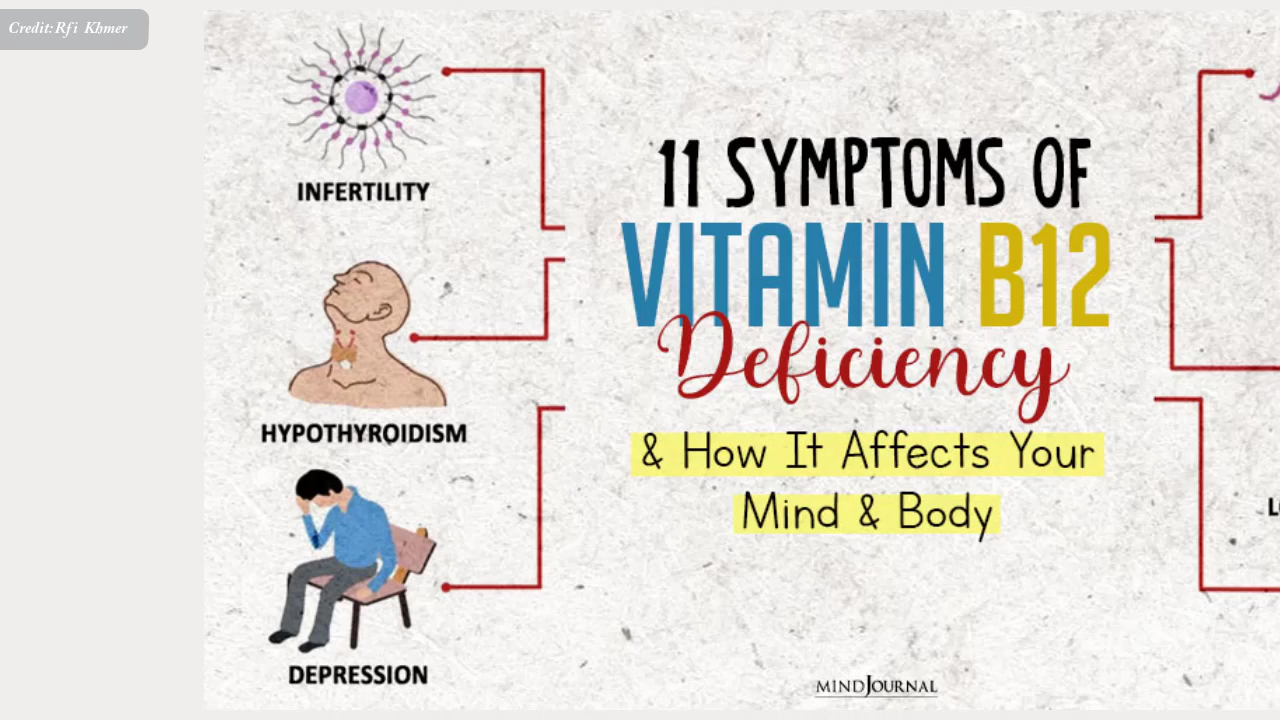 Credit:Rfi Khmer
INFERTILITY
HYPOTHYROIDISM
DEPRESSION
11 SYMPTOMS OF
VITAMIN B12
Deficiency
& How It Affects Your
Mind & Body
MINDJOURNAL